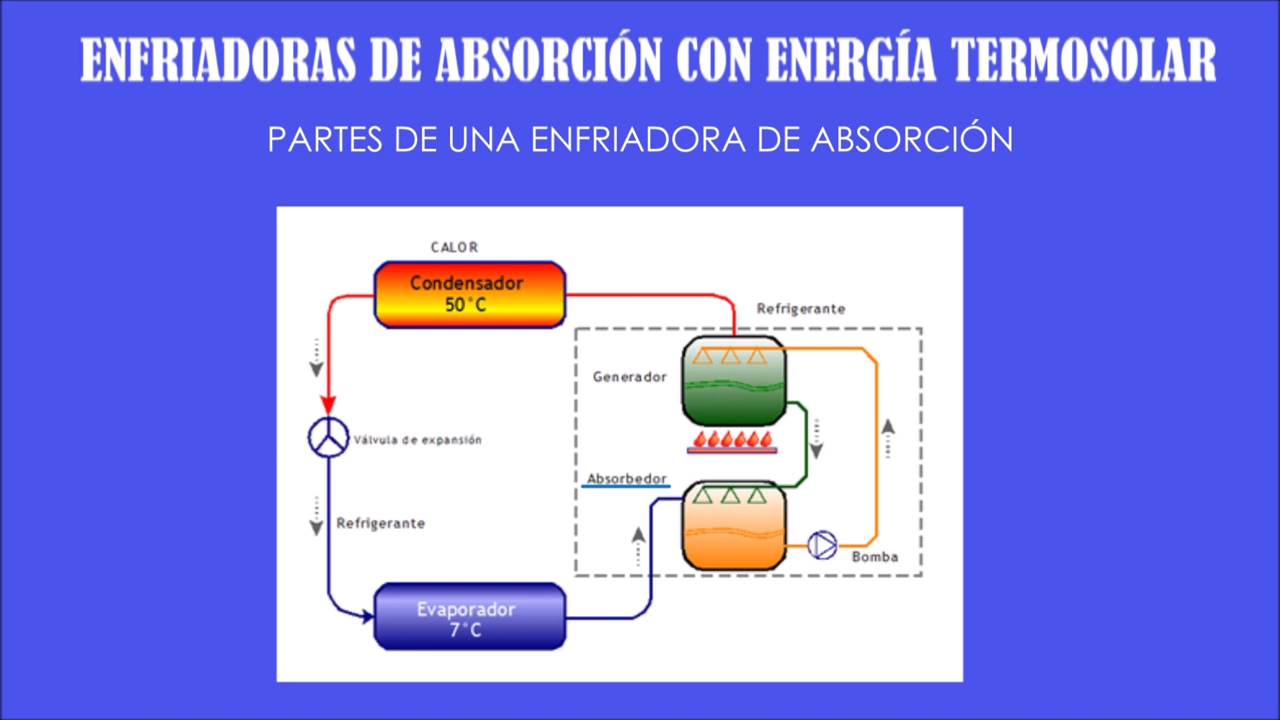 ENFRIADORAS DE ABSORCIÓN CON ENERGÍA TERMOSOLAR
PARTES DE UNA ENFRIADORA DE ABSORCIÓN
CALOR
Condensador
50°C
Refrigerante
Generador
Válvula de expansión
Absorbedor
Refrigerante
Bomba
Evaporador
7°C